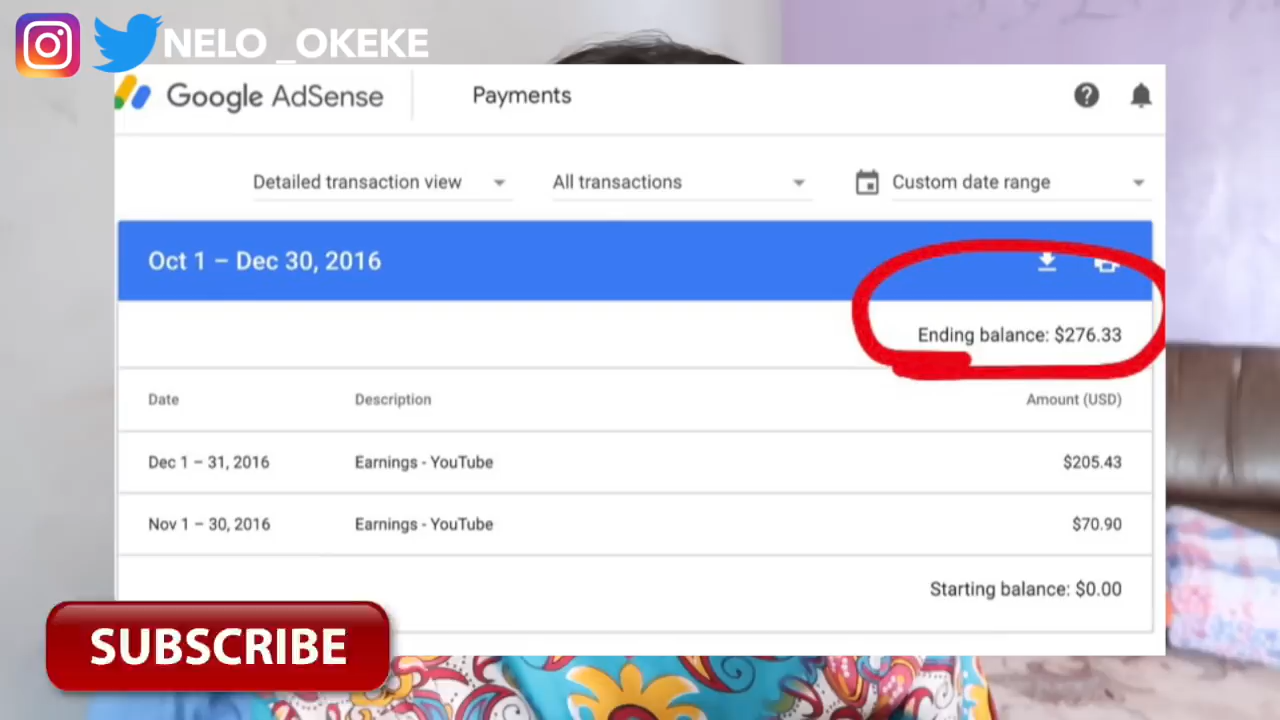 NELO _OKEKE
Google AdSense
Payments
Detailed transaction view
All transactions
Custom date range
Oct 1 – Dec 30, 2016
Ending balance: $276.33
Date Description Amount (USD)
Dec 1 – 31, 2016 Earnings - YouTube $205.43
Nov 1 – 30, 2016 Earnings - YouTube $70.90
Starting balance: $0.00
SUBSCRIBE